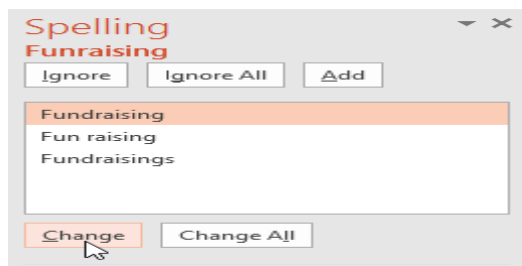 Spelling
Funraising
Ignore Ignore All Add
Fundraising
Fun raising
Fundraisings
Change Change All